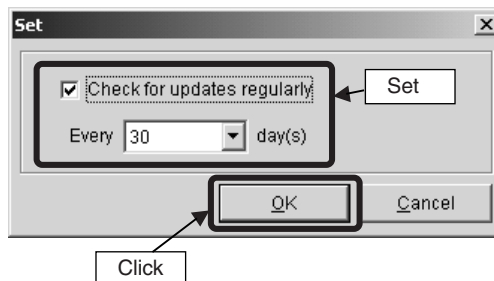 Set
Check for updates regularly
Set
Every 30 day(s)
OK Cancel
Click